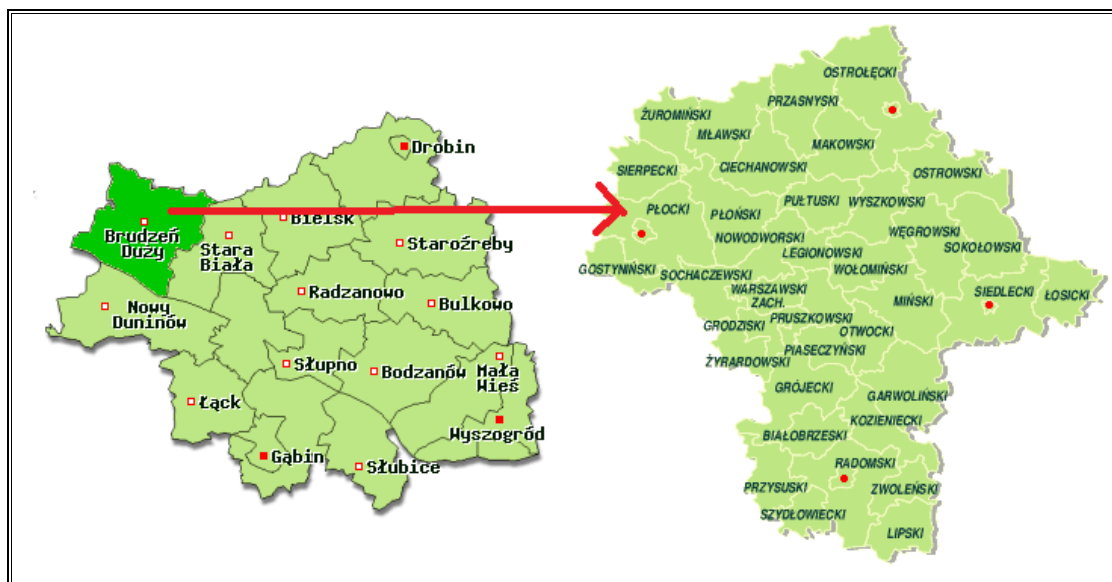 Drobin
Bielsk
Brudzeń
Duży
Stara
Biała
Staroźreby
Radzanowo
Bulkowo
Nowy
Duninów
Słupno
Bodzanów
Mała
Wieś
Łąck
Wyszogród
Gąbin
Słubice
OSTROŁĘCKI
PRZASNYSKI
ŻUROMIŃSKI
MŁAWSKI
MAKOWSKI
SIERPECKI
CIECHANOWSKI
OSTROWSKI
PŁOCKI
PŁOŃSKI
PUŁTUSKI
WYSZKOWSKI
NOWODWORSKI
WĘGROWSKI
SOKOŁOWSKI
LEGIONOWSKI
GOSTYNIŃSKI
SOCHACZEWSKI
WOŁOMIŃSKI
WARSZAWSKI
ZACH.
MIŃSKI
SIEDLECKI
ŁOSICKI
PRUSZKOWSKI
GRODZISKI
OTWOCKI
PIASECZYŃSKI
ŻYRARDOWSKI
GRÓJECKI
GARWOLIŃSKI
KOZIENIECKI
BIAŁOBRZESKI
RADOMSKI
PRZYSUSKI
ZWOLEŃSKI
SZYDŁOWIECKI
LIPSKI